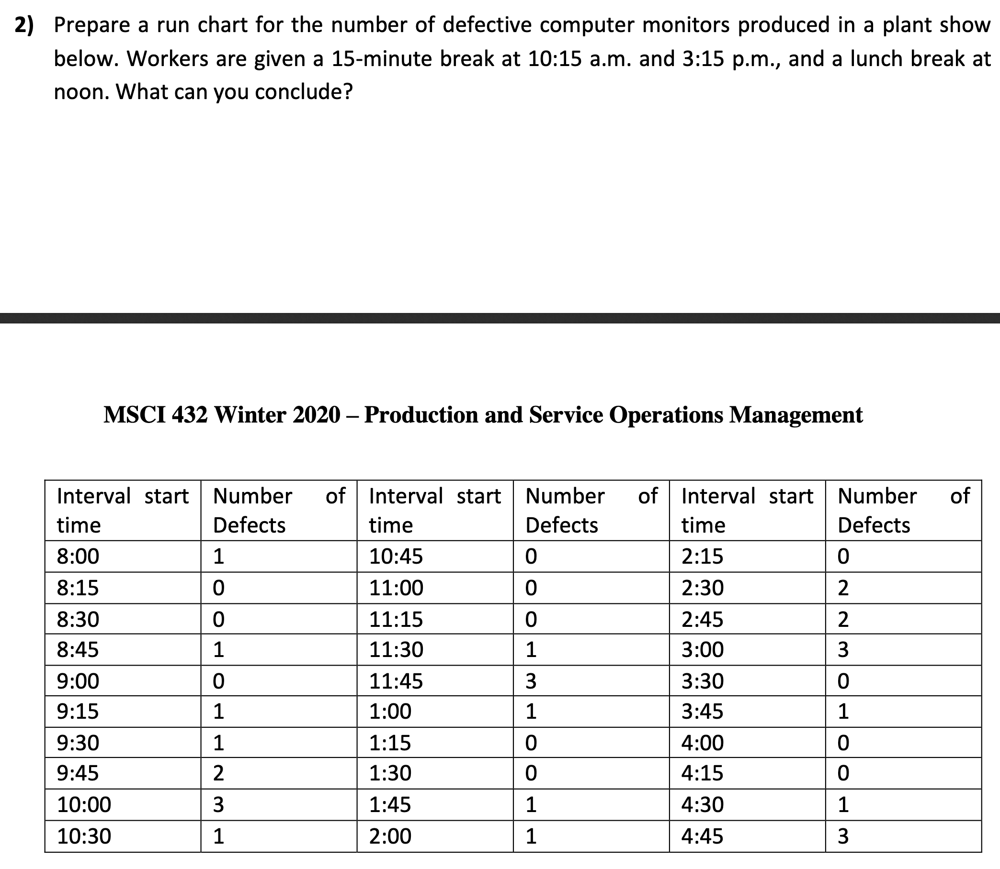 2) Prepare a run chart for the number of defective computer monitors produced in a plant show
below. Workers are given a 15-minute break at 10:15 a.m. and 3:15 p.m., and a lunch break at
noon. What can you conclude?
MSCI 432 Winter 2020 – Production and Service Operations Management
Interval start time Number of Defects Interval start time Number of Defects Interval start time Number of Defects
8:00 1 10:45 0 2:15 0
8:15 0 11:00 0 2:30 2
8:30 0 11:15 0 2:45 2
8:45 1 11:30 1 3:00 3
9:00 0 11:45 3 3:30 0
9:15 1 1:00 1 3:45 1
9:30 1 1:15 0 4:00 0
9:45 2 1:30 0 4:15 0
10:00 3 1:45 1 4:30 1
10:30 1 2:00 1 4:45 3